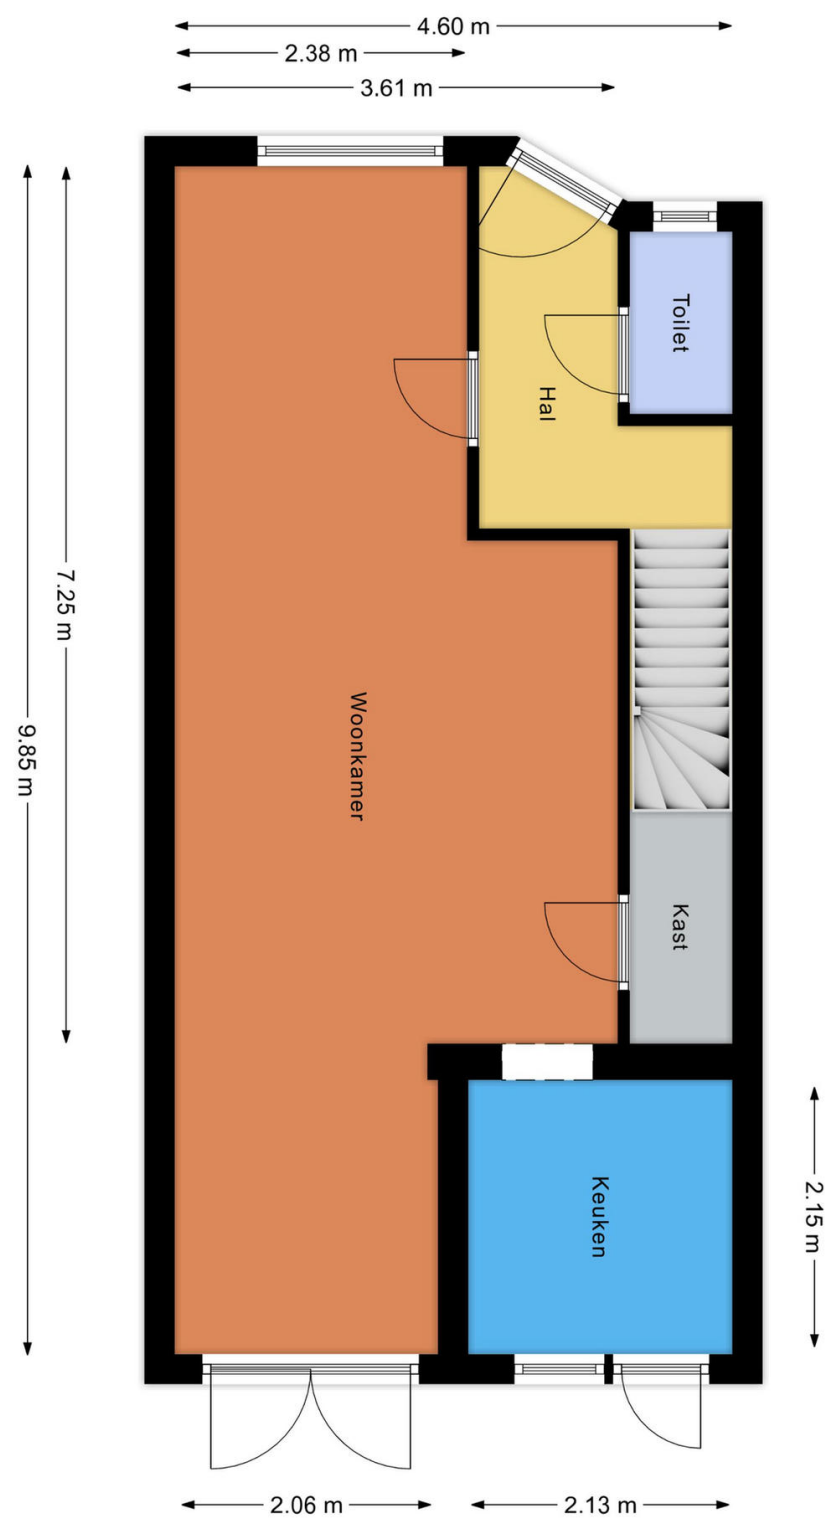 4.60 m
2.38 m
3.61 m
Toilet
Hal
7.25 m
9.85 m
Woonkamer
Kast
Keuken
2.15 m
2.06 m
2.13 m